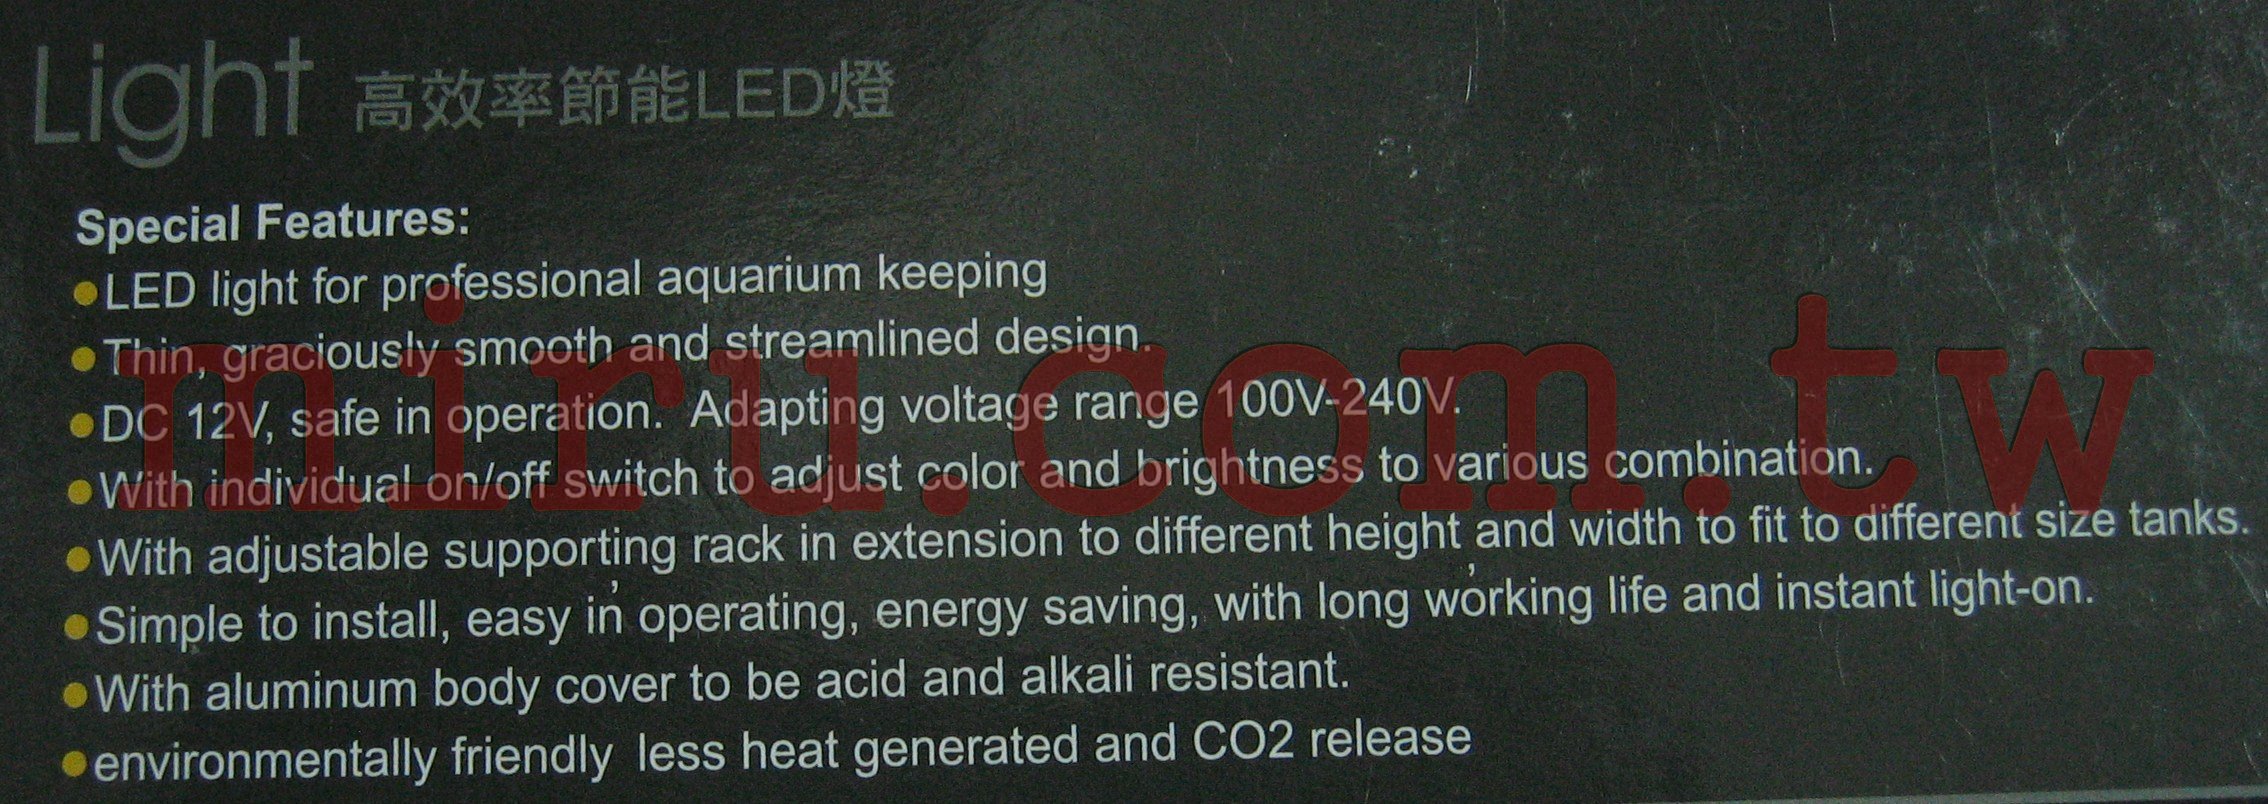 Light 高效率節能LED燈
Special Features:
●LED light for professional aquarium keeping
●Thin, graciously smooth and streamlined design.
●DC 12V, safe in operation. Adapting voltage range 100V-240V.
●With individual on/off switch to adjust color and brightness to various combination.
●With adjustable supporting rack in extension to different height and width to fit to different size tanks.
●Simple to install, easy in operating, energy saving, with long working life and instant light-on.
●With aluminum body cover to be acid and alkali resistant.
●environmentally friendly less heat generated and CO2 release
miru.com.tw